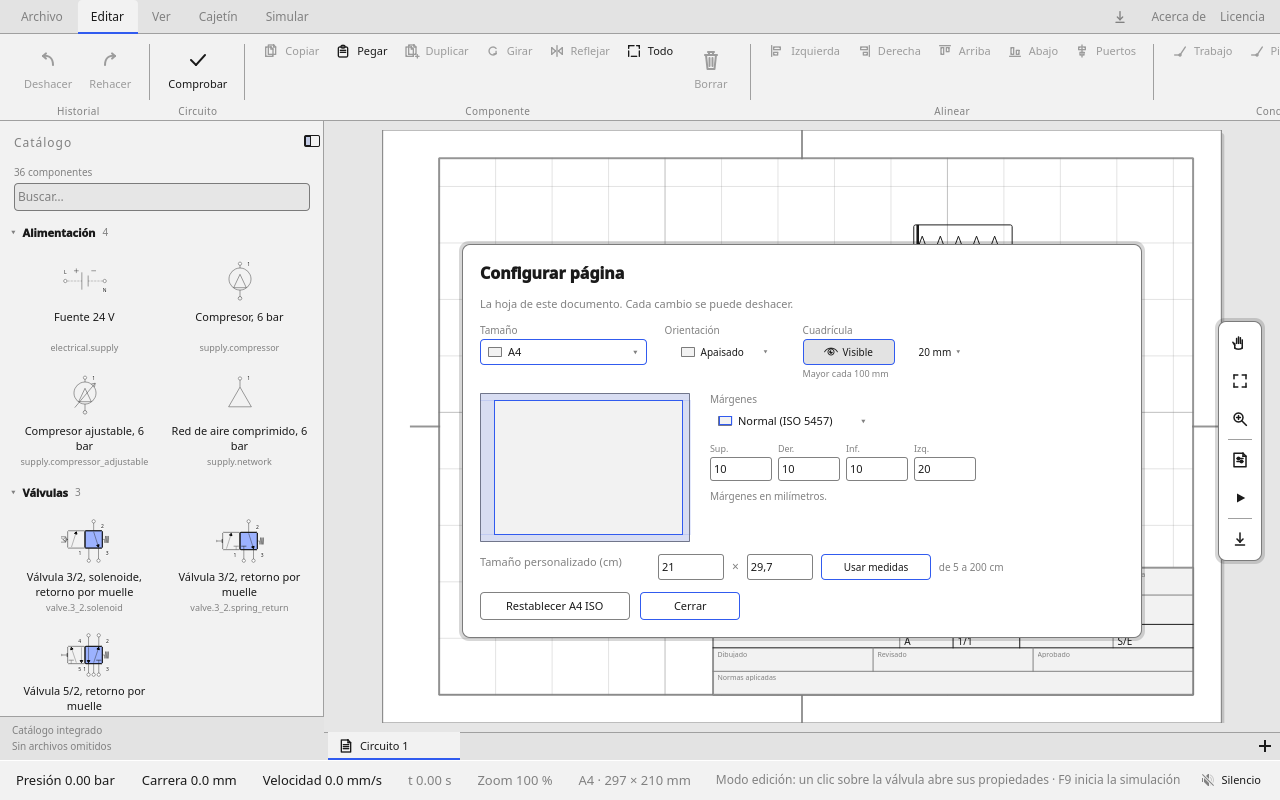 Archivo Editar Ver Cajetín Simular Acerca de Licencia
Deshacer Rehacer Comprobar Copiar Pegar Duplicar Girar Reflejar Todo Borrar Izquierda Derecha Arriba Abajo Puertos Trabajo
Historial Circuito Componente Alinear
Catálogo
36 componentes
Buscar...
Alimentación 4
Fuente 24 V Compresor, 6 bar
electrical.supply supply.compressor
Compresor ajustable, 6 bar Red de aire comprimido, 6 bar
supply.compressor_adjustable supply.network
Válvulas 3
Válvula 3/2, solenoide, retorno por muelle Válvula 3/2, retorno por muelle
valve.3_2.solenoid valve.3_2.spring_return
Válvula 5/2, retorno por muelle
Catálogo integrado
Sin archivos omitidos
Configurar página
La hoja de este documento. Cada cambio se puede deshacer.
Tamaño Orientación Cuadrícula
A4 Apaisado Visible 20 mm
Mayor cada 100 mm
Márgenes
Normal (ISO 5457)
Sup. Der. Inf. Izq.
10 10 10 20
Márgenes en milímetros.
Tamaño personalizado (cm) 21 × 29,7 Usar medidas de 5 a 200 cm
Restablecer A4 ISO Cerrar
A 1/1 S/E
Dibujado Revisado Aprobado
Normas aplicadas
Circuito 1
Presión 0.00 bar Carrera 0.0 mm Velocidad 0.0 mm/s t 0.00 s Zoom 100 % A4 · 297 × 210 mm Modo edición: un clic sobre la válvula abre sus propiedades · F9 inicia la simulación Silencio